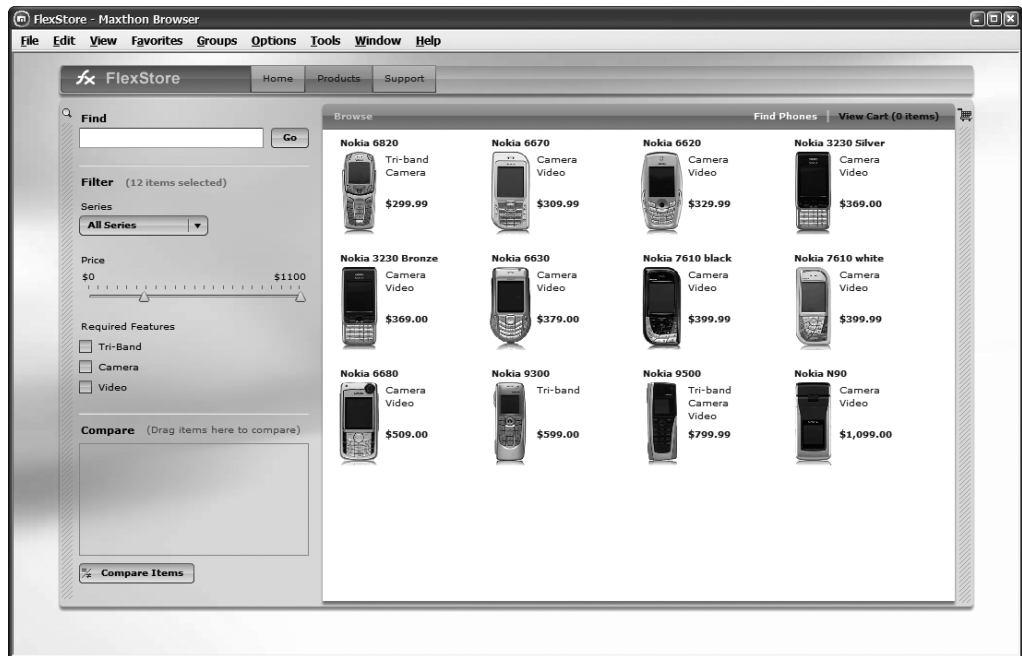 FlexStore - Maxthon Browser
File Edit View Favorites Groups Options Tools Window Help
fx FlexStore
Home Products Support
Find
Go
Filter (12 items selected)
Series
All Series
Price
$0 $1100
Required Features
Tri-Band
Camera
Video
Compare (Drag items here to compare)
Compare Items
Browse
Find Phones | View Cart (0 items)
Nokia 6820
Tri-band
Camera
$299.99
Nokia 6670
Camera
Video
$309.99
Nokia 6620
Camera
Video
$329.99
Nokia 3230 Silver
Camera
Video
$369.00
Nokia 3230 Bronze
Camera
Video
$369.00
Nokia 6630
Camera
Video
$379.00
Nokia 7610 black
Camera
Video
$399.99
Nokia 7610 white
Camera
Video
$399.99
Nokia 6680
Camera
Video
$509.00
Nokia 9300
Tri-band
$599.00
Nokia 9500
Tri-band
Camera
Video
$799.99
Nokia N90
Camera
Video
$1,099.00